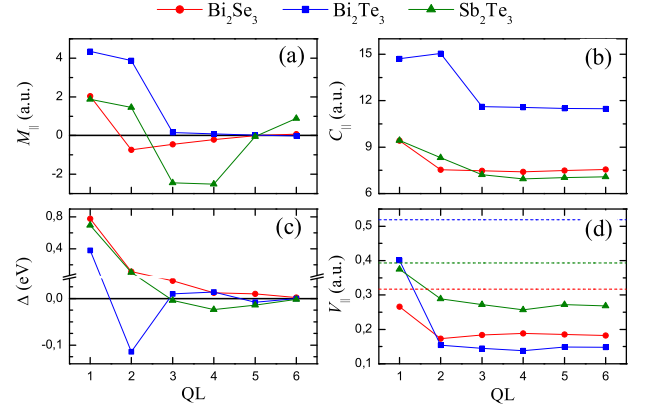 Bi₂Se₃ Bi₂Te₃ Sb₂Te₃
(a)
M∥ (a.u.)
4
2
0
-2
(b)
C∥ (a.u.)
15
12
9
6
(c)
Δ (eV)
0,8
0,4
0,0
-0,1
1 2 3 4 5 6
QL
(d)
V∥ (a.u.)
0,5
0,4
0,3
0,2
0,1
1 2 3 4 5 6
QL